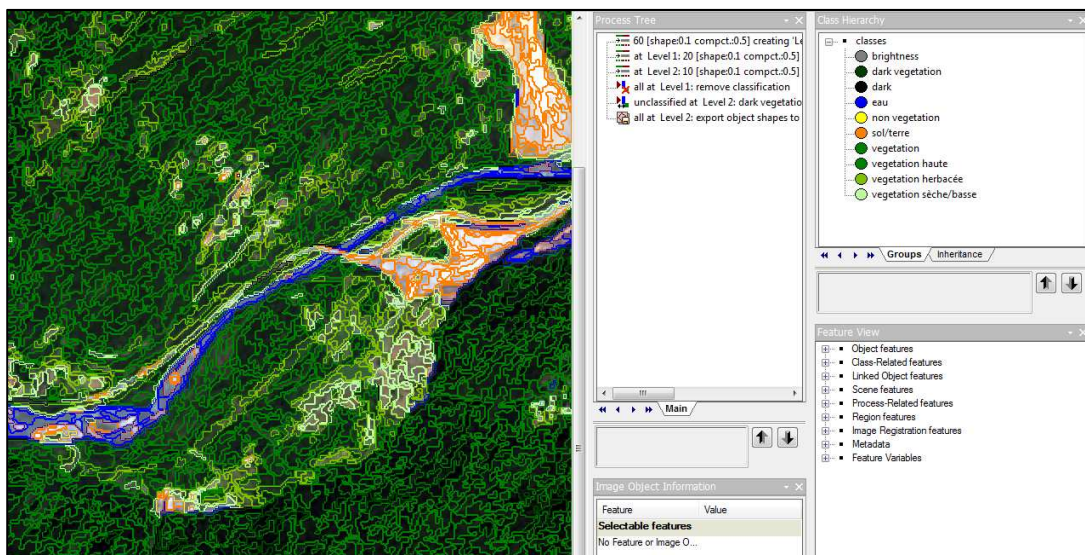 Process Tree
60 [shape:0.1 compct.:0.5] creating 'Le
at Level 1: 20 [shape:0.1 compct.:0.5]
at Level 2: 10 [shape:0.1 compct.:0.5]
all at Level 1: remove classification
unclassified at Level 2: dark vegetatio
all at Level 2: export object shapes to
Main
Image Object Information
Feature Value
Selectable features
No Feature or Image O...
Class Hierarchy
classes
brightness
dark vegetation
dark
eau
non vegetation
sol/terre
vegetation
vegetation haute
vegetation herbacée
vegetation sèche/basse
Groups Inheritance
Feature View
Object features
Class-Related features
Linked Object features
Scene features
Process-Related features
Region features
Image Registration features
Metadata
Feature Variables